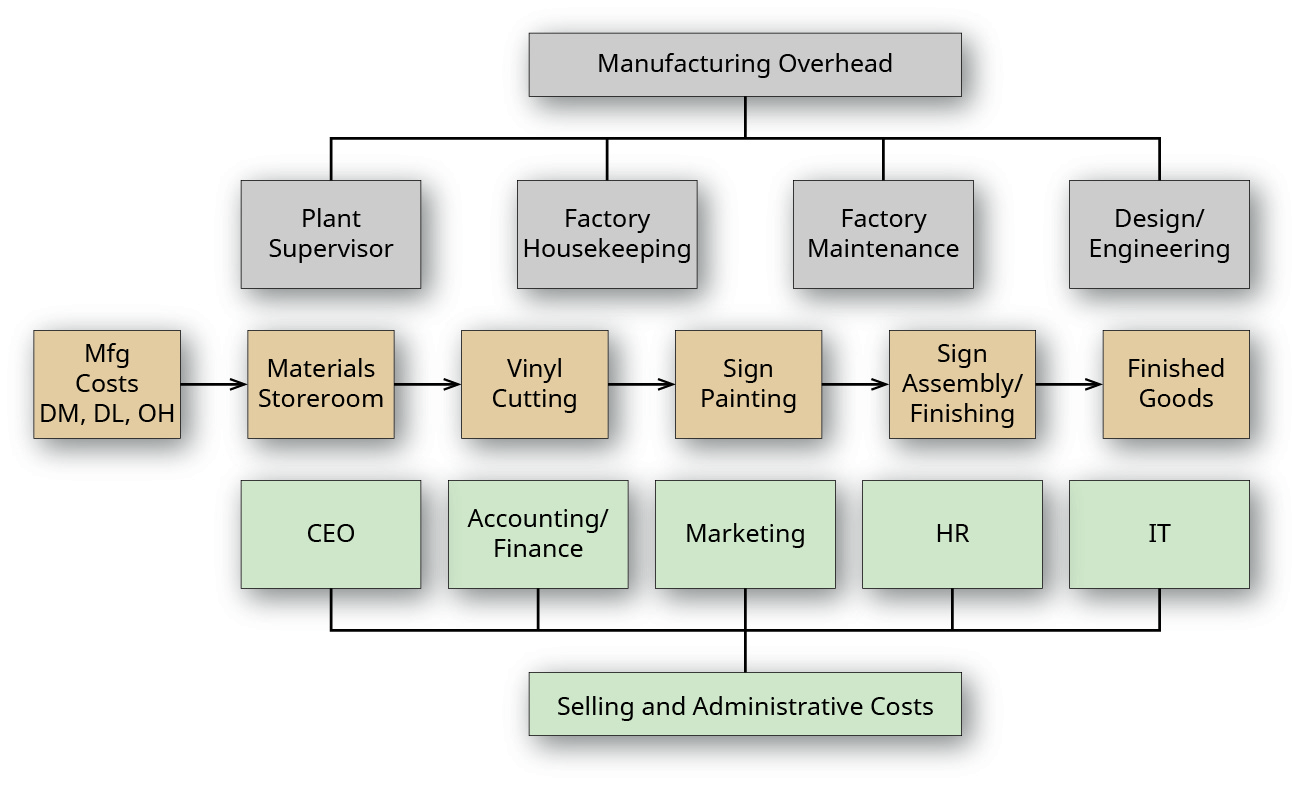 Manufacturing Overhead
Plant
Supervisor
Factory
Housekeeping
Factory
Maintenance
Design/
Engineering
Mfg
Costs
DM, DL, OH
Materials
Storeroom
Vinyl
Cutting
Sign
Painting
Sign
Assembly/
Finishing
Finished
Goods
CEO
Accounting/
Finance
Marketing
HR
IT
Selling and Administrative Costs